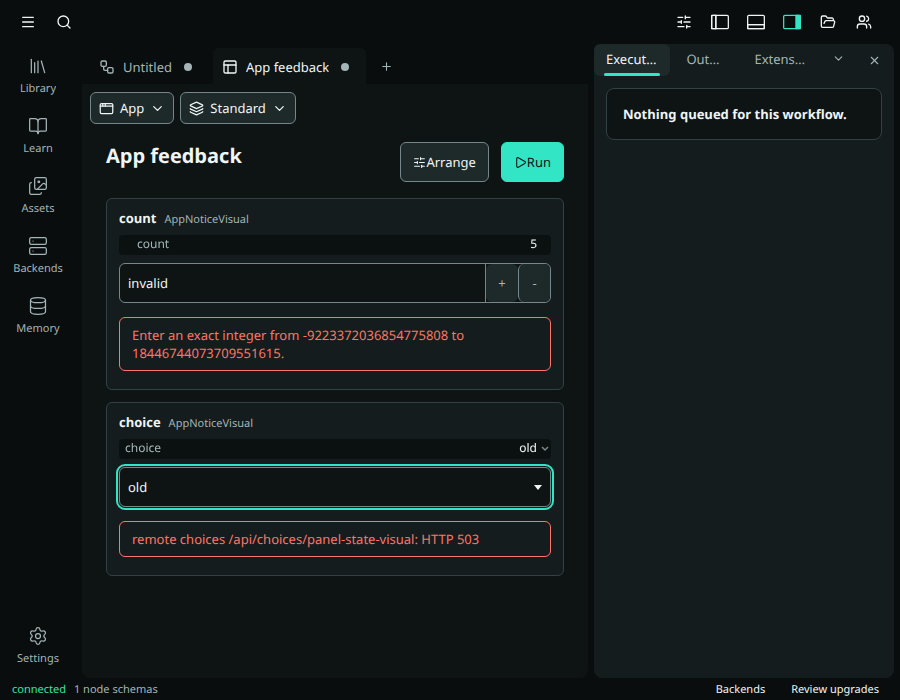 Library
Learn
Assets
Backends
Memory
Settings
Untitled
App feedback
+
App
Standard
App feedback
Arrange
Run
count AppNoticeVisual
count 5
invalid + -
Enter an exact integer from -9223372036854775808 to
18446744073709551615.
choice AppNoticeVisual
choice old
old
remote choices /api/choices/panel-state-visual: HTTP 503
Execut... Out... Extens...
Nothing queued for this workflow.
connected 1 node schemas
Backends Review upgrades